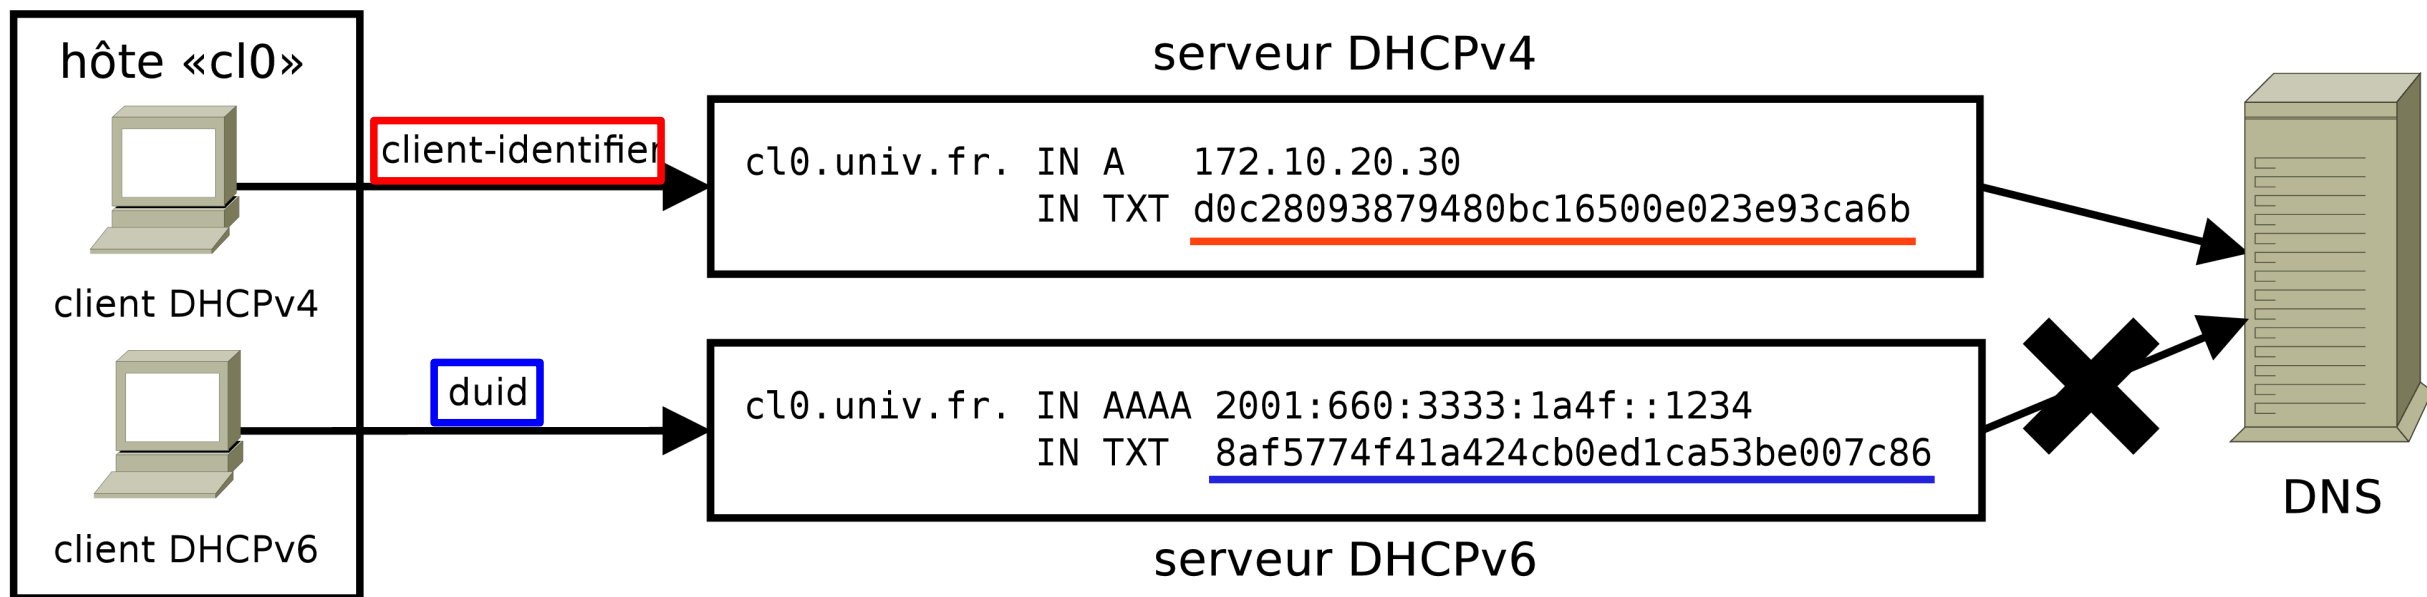 hôte «cl0»
client DHCPv4
client DHCPv6
client-identifier
duid
serveur DHCPv4
cl0.univ.fr. IN A 172.10.20.30
IN TXT d0c28093879480bc16500e023e93ca6b
cl0.univ.fr. IN AAAA 2001:660:3333:1a4f::1234
IN TXT 8af5774f41a424cb0ed1ca53be007c86
serveur DHCPv6
DNS